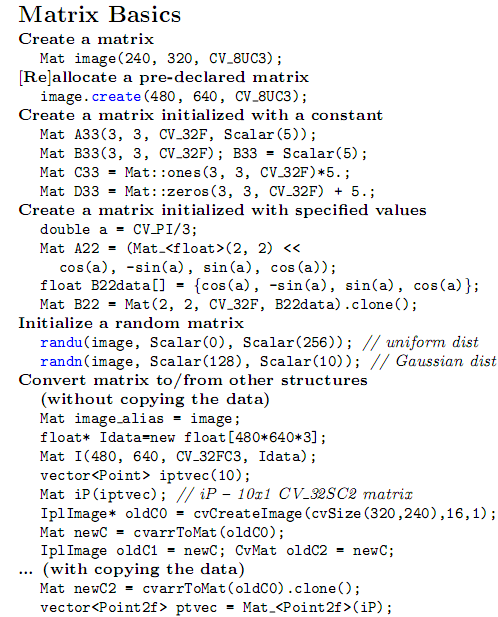 Matrix Basics
Create a matrix
Mat image(240, 320, CV_8UC3);
[Re]allocate a pre-declared matrix
image.create(480, 640, CV_8UC3);
Create a matrix initialized with a constant
Mat A33(3, 3, CV_32F, Scalar(5));
Mat B33(3, 3, CV_32F); B33 = Scalar(5);
Mat C33 = Mat::ones(3, 3, CV_32F)*5.;
Mat D33 = Mat::zeros(3, 3, CV_32F) + 5.;
Create a matrix initialized with specified values
double a = CV_PI/3;
Mat A22 = (Mat_<float>(2, 2) <<
cos(a), -sin(a), sin(a), cos(a));
float B22data[] = {cos(a), -sin(a), sin(a), cos(a)};
Mat B22 = Mat(2, 2, CV_32F, B22data).clone();
Initialize a random matrix
randu(image, Scalar(0), Scalar(256)); // uniform dist
randn(image, Scalar(128), Scalar(10)); // Gaussian dist
Convert matrix to/from other structures
(without copying the data)
Mat image_alias = image;
float* Idata=new float[480*640*3];
Mat I(480, 640, CV_32FC3, Idata);
vector<Point> iptvec(10);
Mat iP(iptvec); // iP – 10x1 CV_32SC2 matrix
IplImage* oldC0 = cvCreateImage(cvSize(320,240),16,1);
Mat newC = cvarrToMat(oldC0);
IplImage oldC1 = newC; CvMat oldC2 = newC;
... (with copying the data)
Mat newC2 = cvarrToMat(oldC0).clone();
vector<Point2f> ptvec = Mat_<Point2f>(iP);